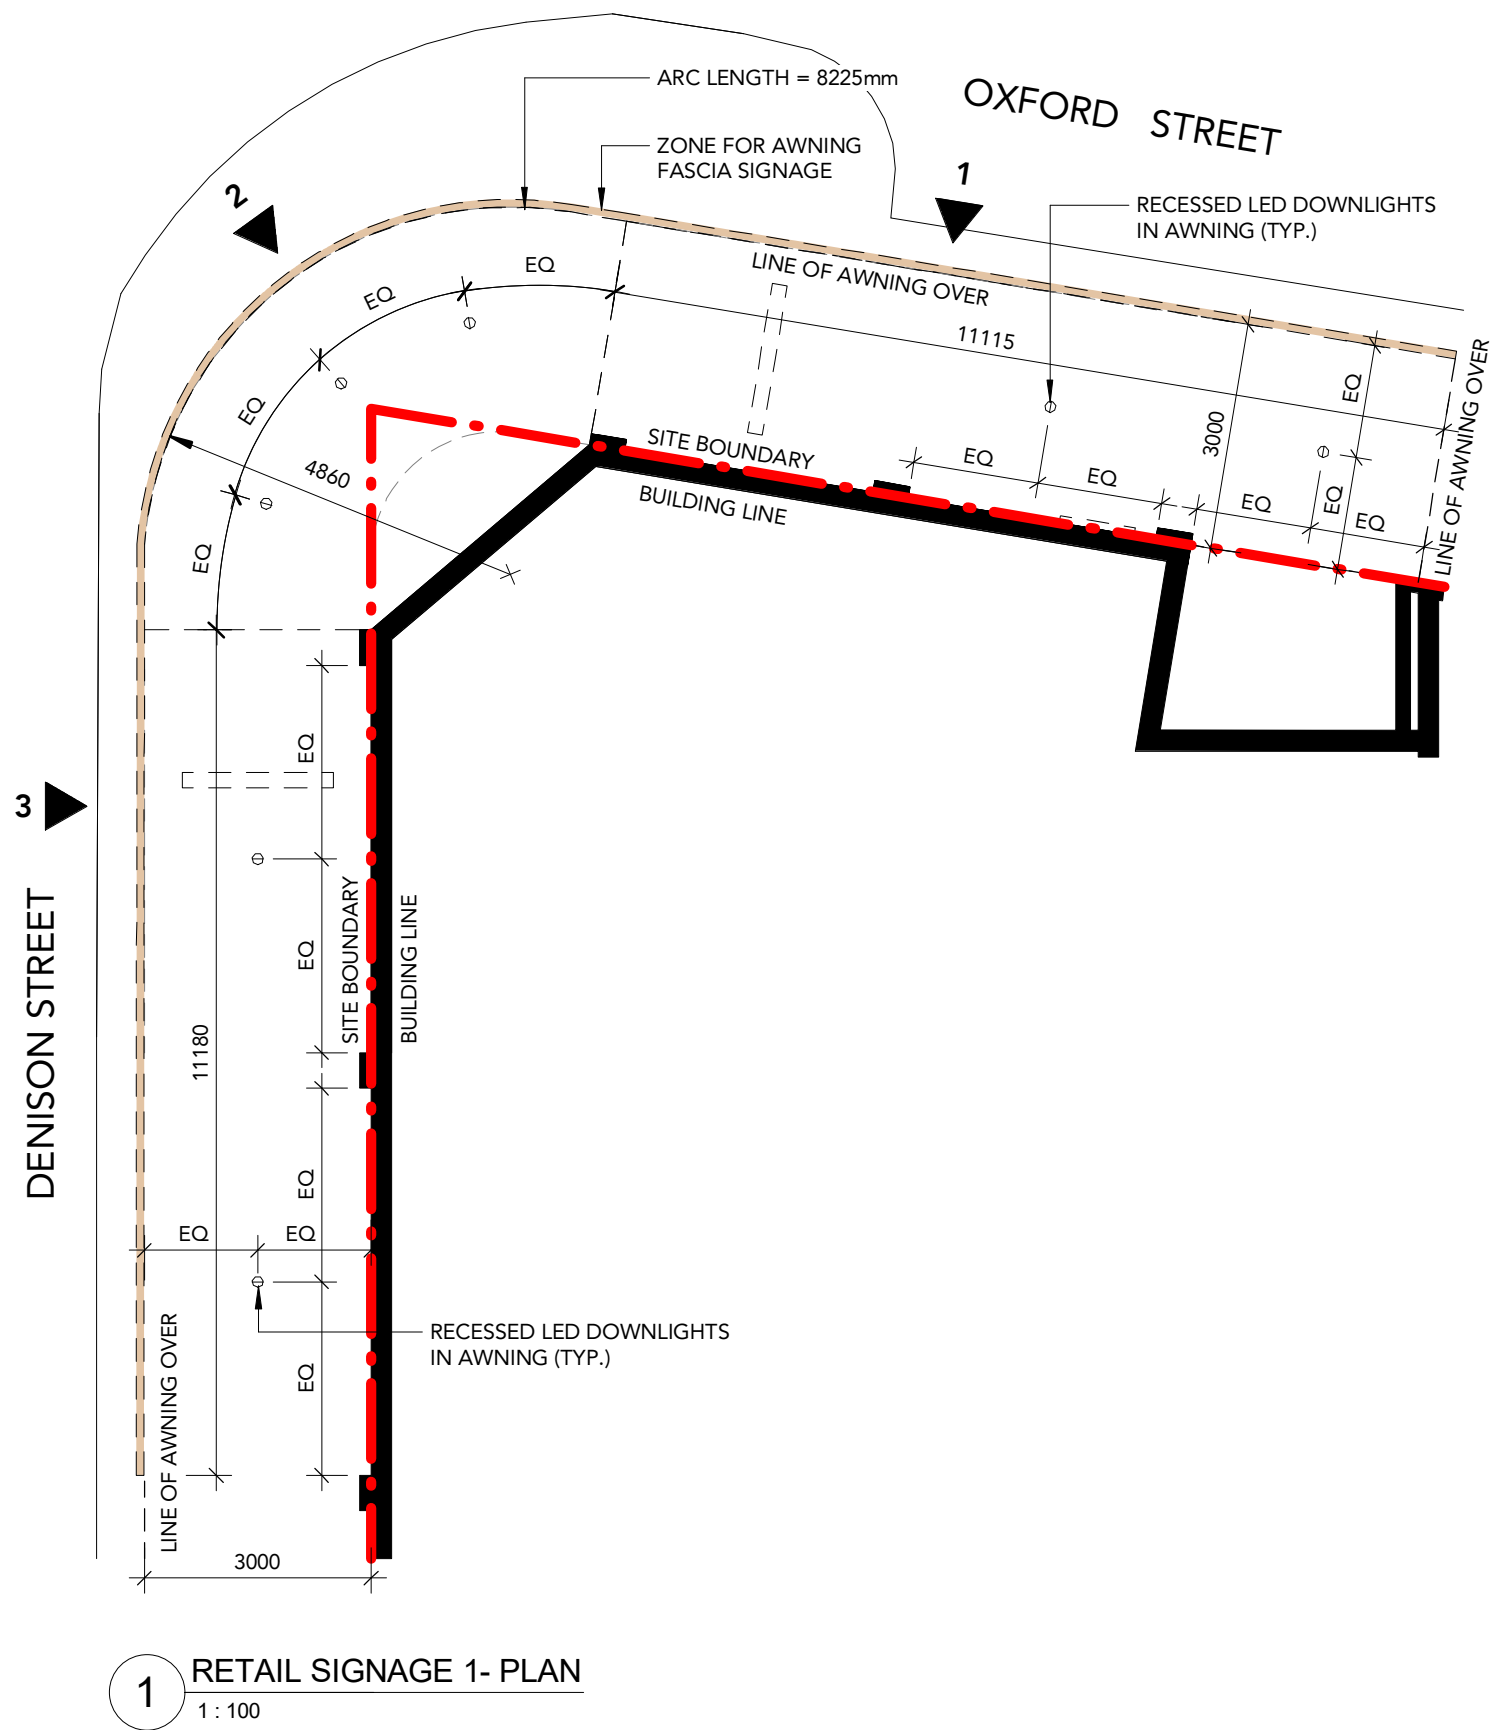 ARC LENGTH = 8225mm
OXFORD STREET
ZONE FOR AWNING
FASCIA SIGNAGE
1
RECESSED LED DOWNLIGHTS
IN AWNING (TYP.)
2
EQ
EQ
LINE OF AWNING OVER
11115
LINE OF AWNING OVER
EQ
EQ
3000
SITE BOUNDARY
EQ
EQ
EQ
EQ
EQ
4860
BUILDING LINE
EQ
EQ
3
DENISON STREET
SITE BOUNDARY
BUILDING LINE
EQ
11180
EQ
EQ
EQ
EQ
RECESSED LED DOWNLIGHTS
IN AWNING (TYP.)
EQ
LINE OF AWNING OVER
3000
1
RETAIL SIGNAGE 1- PLAN
1 : 100